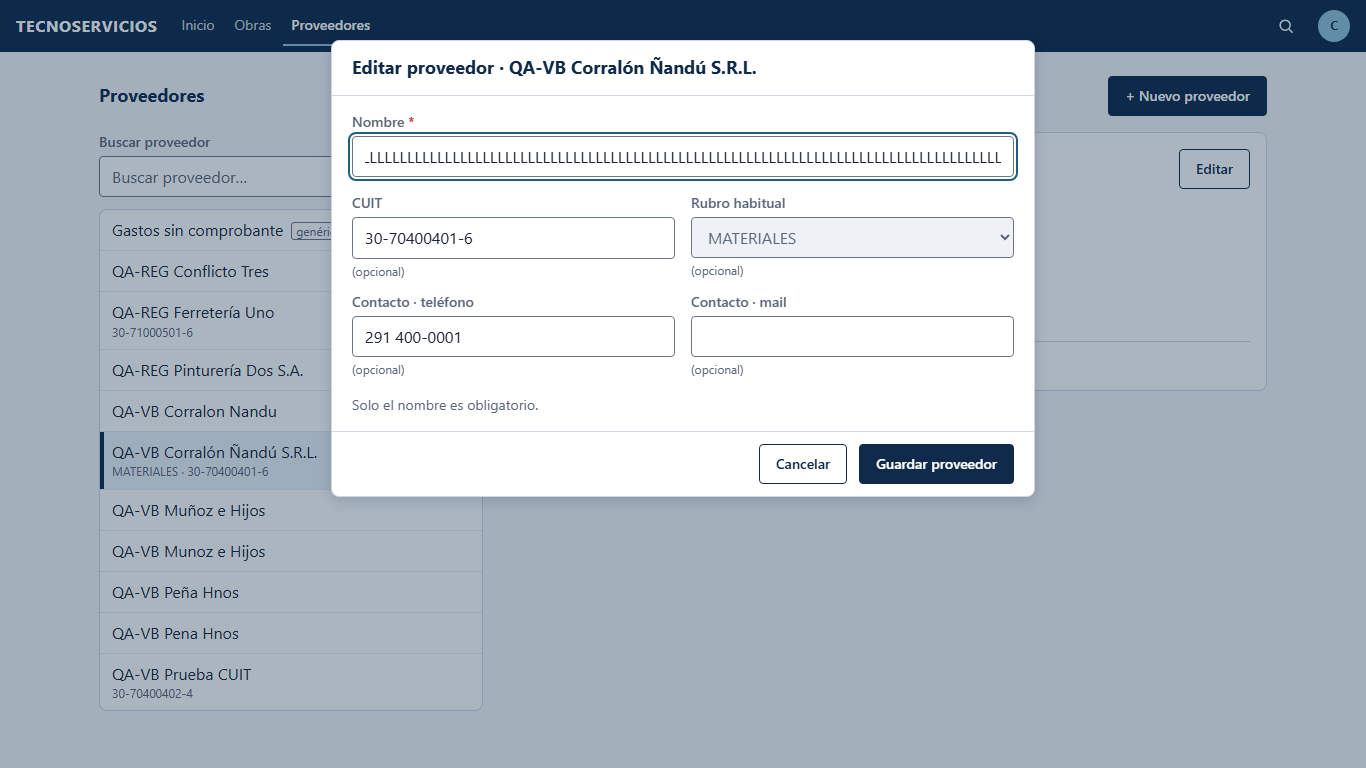 TECNOSERVICIOS Inicio Obras Proveedores C
Editar proveedor · QA-VB Corralón Ñandú S.R.L.
Proveedores
+ Nuevo proveedor
Nombre *
Buscar proveedor
Buscar proveedor...
Editar
CUIT
Rubro habitual
30-70400401-6
MATERIALES
(opcional)
(opcional)
Contacto · teléfono
Contacto · mail
291 400-0001
(opcional)
(opcional)
Solo el nombre es obligatorio.
Cancelar
Guardar proveedor
Gastos sin comprobante
QA-REG Conflicto Tres
QA-REG Ferretería Uno
30-71000501-6
QA-REG Pinturería Dos S.A.
QA-VB Corralon Nandu
QA-VB Corralón Ñandú S.R.L.
MATERIALES · 30-70400401-6
QA-VB Muñoz e Hijos
QA-VB Munoz e Hijos
QA-VB Peña Hnos
QA-VB Pena Hnos
QA-VB Prueba CUIT
30-70400402-4